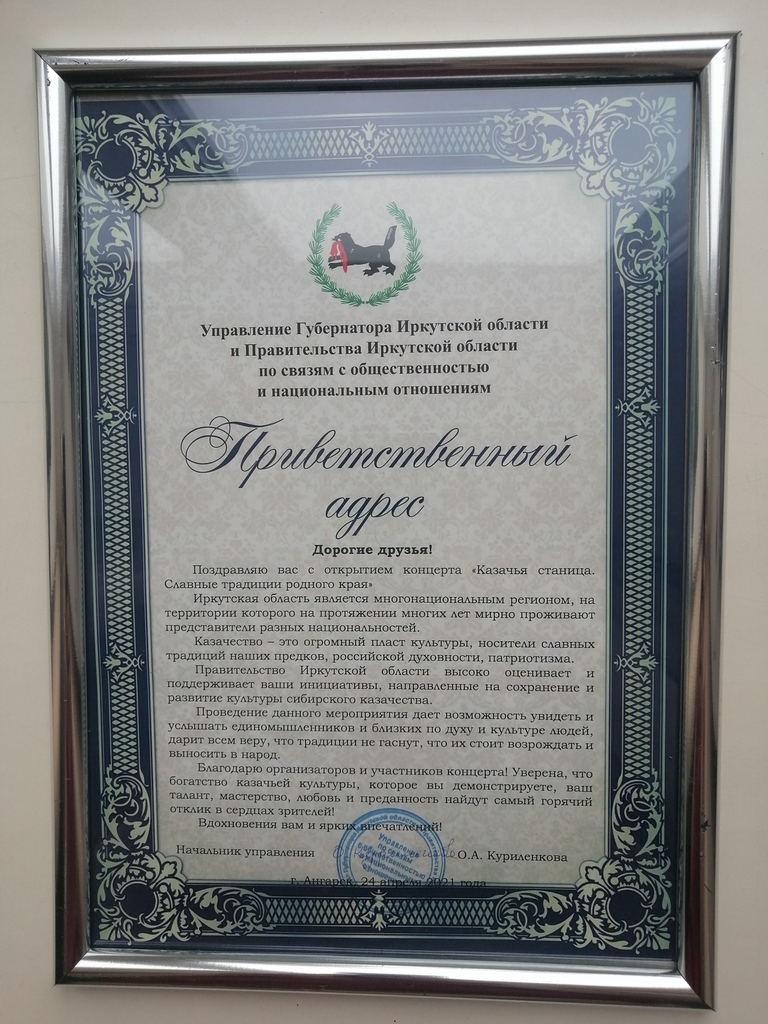 Управление Губернатора Иркутской области
и Правительства Иркутской области
по связям с общественностью
и национальным отношениям
Приветственный
адрес
Дорогие друзья!
Поздравляю вас с открытием концерта «Казачья станица.
Славные традиции родного края»
Иркутская область является многонациональным регионом, на
территории которого на протяжении многих лет мирно проживают
представители разных национальностей.
Казачество – это огромный пласт культуры, носители славных
традиций наших предков, российской духовности, патриотизма.
Правительство Иркутской области высоко оценивает и
поддерживает ваши инициативы, направленные на сохранение и
развитие культуры сибирского казачества.
Проведение данного мероприятия дает возможность увидеть и
услышать единомышленников и близких по духу и культуре людей,
дарит всем веру, что традиции не гаснут, что их стоит возрождать и
выносить в народ.
Благодарю организаторов и участников концерта! Уверена, что
богатство казачьей культуры, которое вы демонстрируете, ваш
талант, мастерство, любовь и преданность найдут самый горячий
отклик в сердцах зрителей!
Вдохновения вам и ярких впечатлений!
Начальник управления О.А. Куриленкова
Управление
по связям
с общественностью
и национальным
г. Ангарск, 24 апреля 2021 года